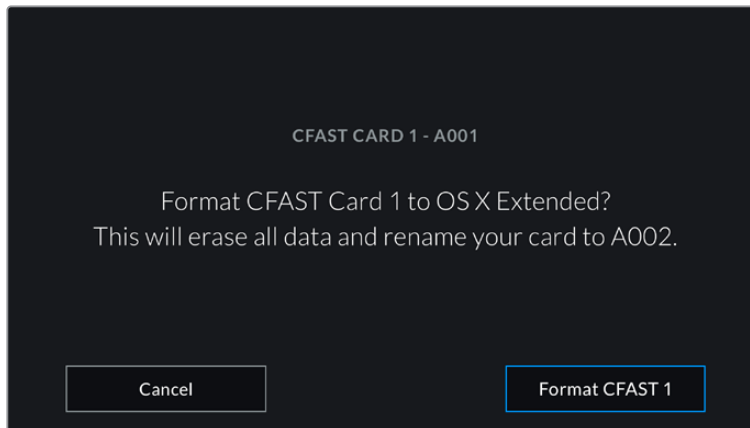 CFAST CARD 1 - A001
Format CFAST Card 1 to OS X Extended?
This will erase all data and rename your card to A002.
Cancel
Format CFAST 1